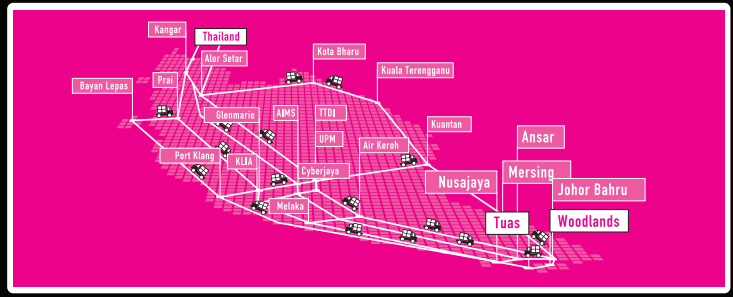 Kangar
Thailand
Alor Setar
Kota Bharu
Kuala Terengganu
Bayan Lepas
Prai
Glenmarie
AIMS
TTDI
Kuantan
UPM
Air Keroh
Ansar
Port Klang
KLIA
Cyberjaya
Mersing
Nusajaya
Johor Bahru
Melaka
Tuas
Woodlands